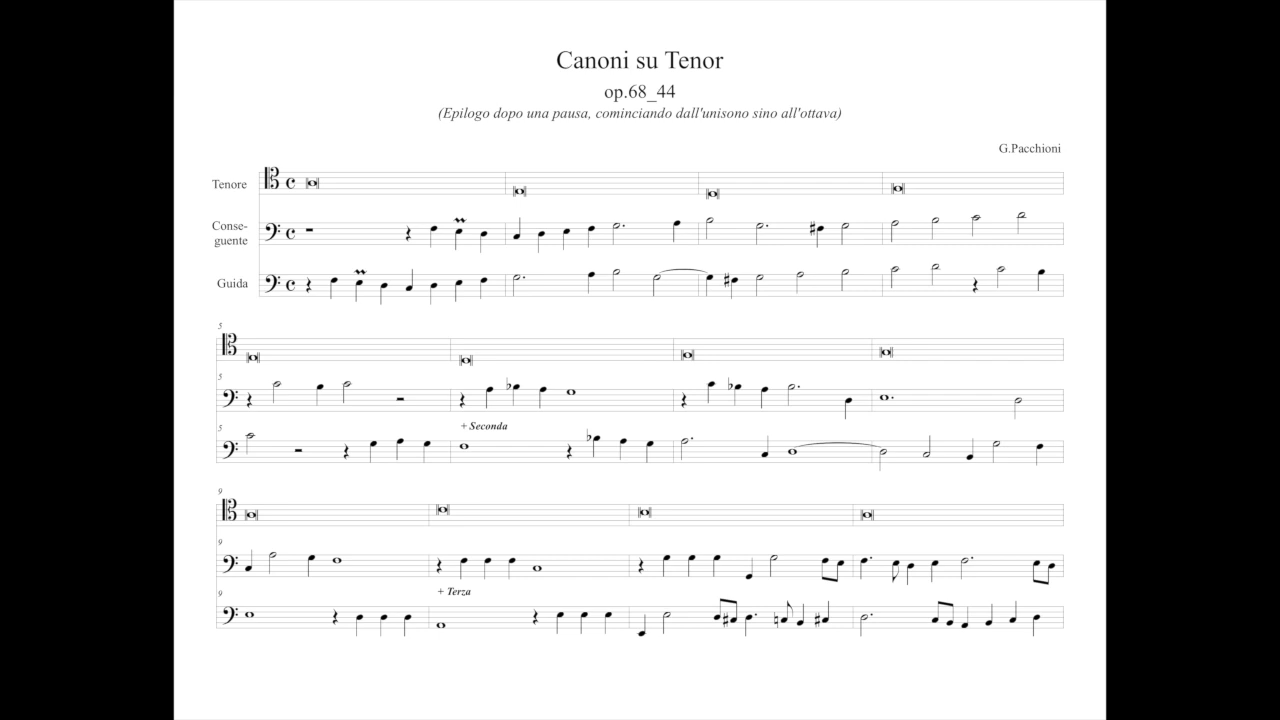 Canoni su Tenor
op.68_44
(Epilogo dopo una pausa, cominciando dall'unisono sino all'ottava)
G.Pacchioni
Tenore
Conse-
guente
Guida
5
5
5
+ Seconda
9
9
9
+ Terza